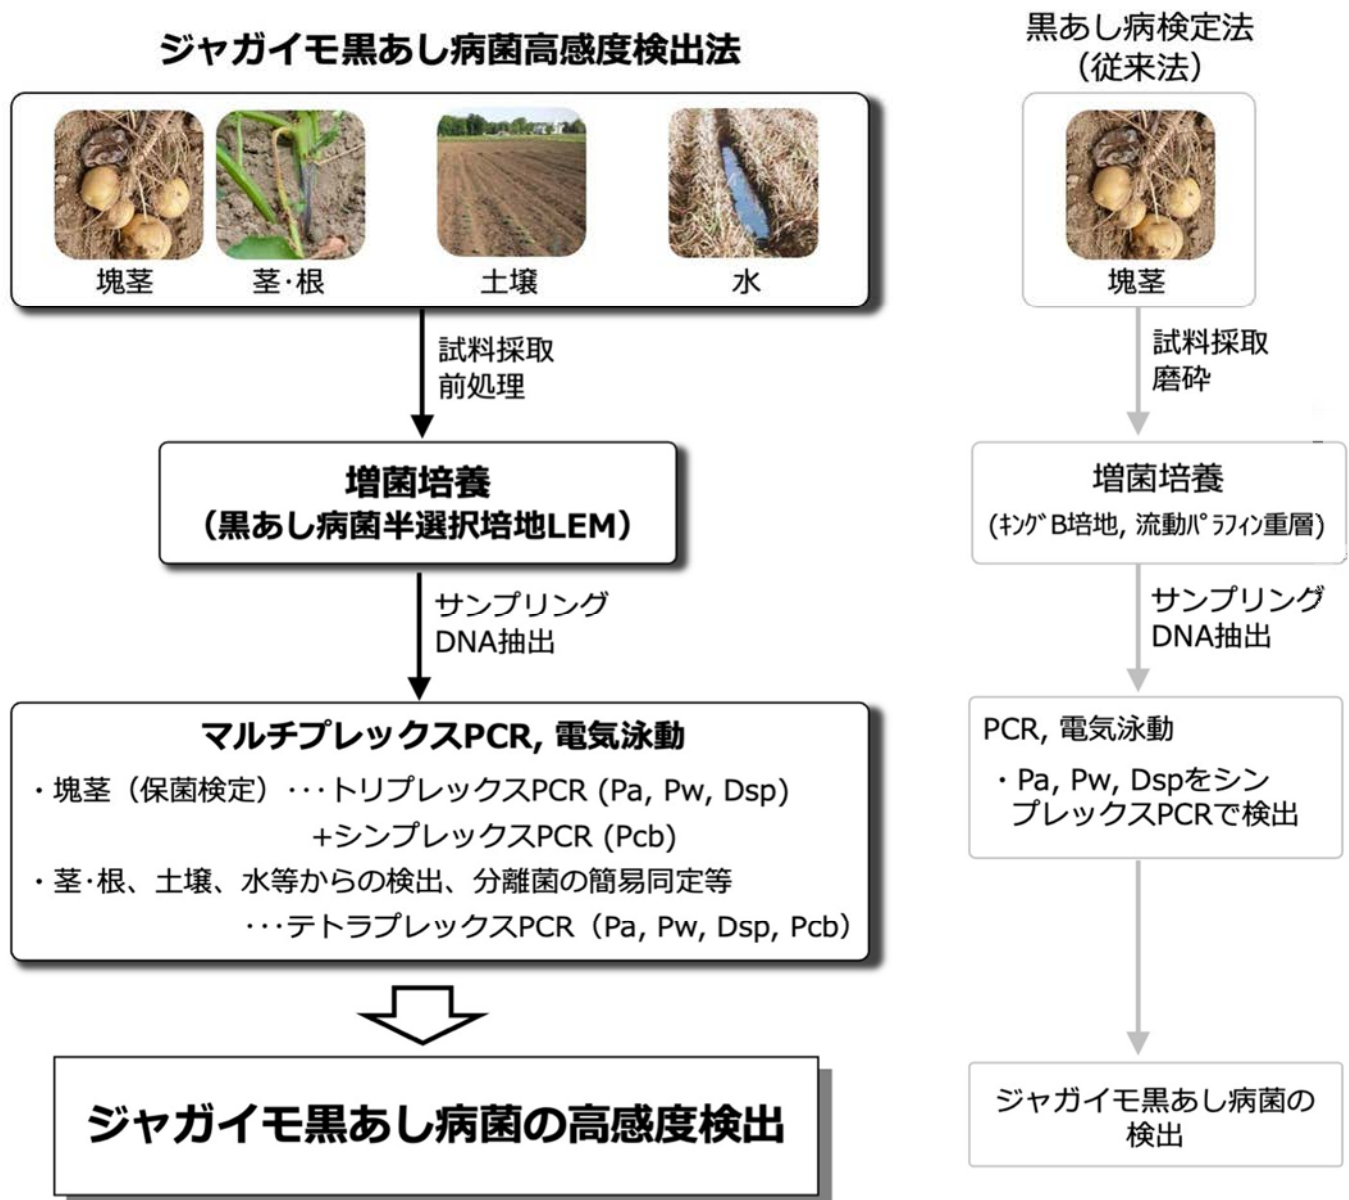 ジャガイモ黒あし病菌高感度検出法
塊茎
茎･根
土壌
水
試料採取
前処理
増菌培養
（黒あし病菌半選択培地LEM）
サンプリング
DNA抽出
マルチプレックスPCR, 電気泳動
・塊茎（保菌検定）･･･トリプレックスPCR (Pa, Pw, Dsp)
+シンプレックスPCR (Pcb)
・茎･根、土壌、水等からの検出、分離菌の簡易同定等
･･･テトラプレックスPCR（Pa, Pw, Dsp, Pcb）
ジャガイモ黒あし病菌の高感度検出
黒あし病検定法
（従来法）
塊茎
試料採取
磨砕
増菌培養
(ｷﾝｸﾞB培地, 流動ﾊﾟﾗﾌｨﾝ重層)
サンプリング
DNA抽出
PCR, 電気泳動
・Pa, Pw, Dspをシン
プレックスPCRで検出
ジャガイモ黒あし病菌の
検出